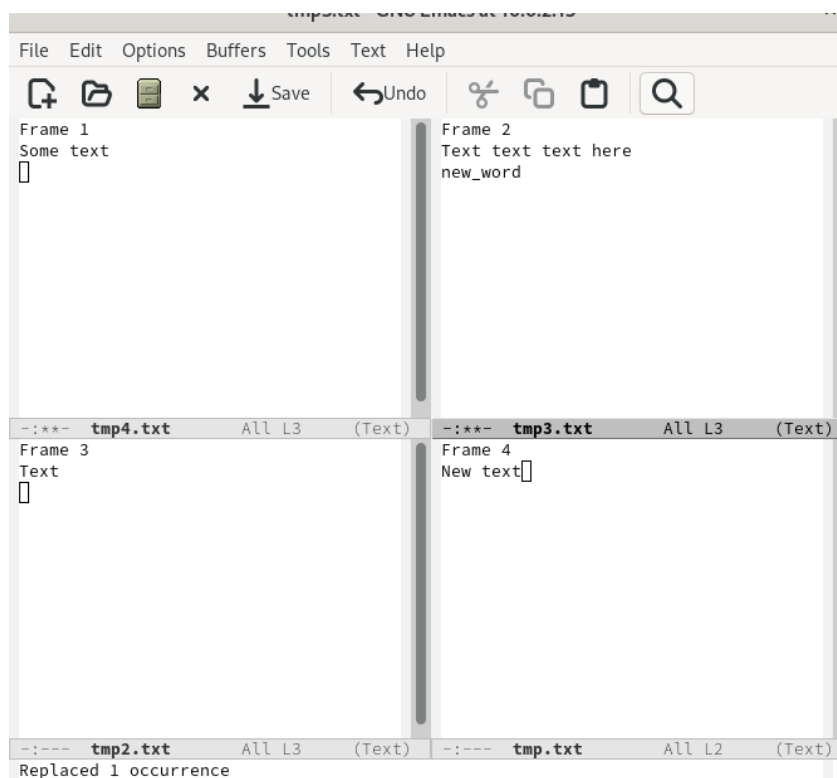 File Edit Options Buffers Tools Text Help
Save Undo
Frame 1
Some text
-:**- tmp4.txt All L3 (Text)
Frame 2
Text text text here
new_word
-:**- tmp3.txt All L3 (Text)
Frame 3
Text
-:--- tmp2.txt All L3 (Text)
Frame 4
New text
-:--- tmp.txt All L2 (Text)
Replaced 1 occurrence